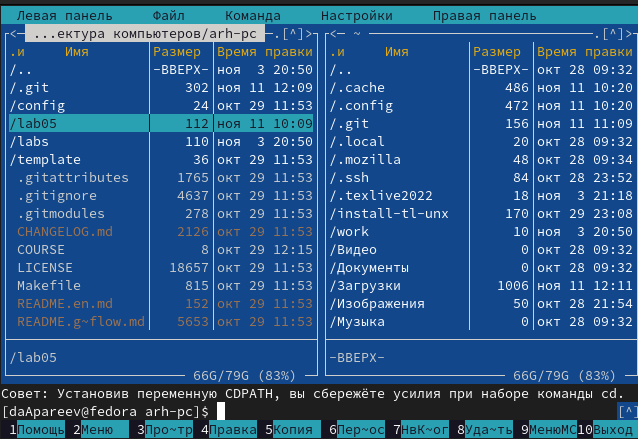 Левая панель Файл Команда Настройки Правая панель
<─ ...ектура компьютеров/arh-pc ─.[^]> <─ ~ ─.[^]>
.и Имя Размер Время правки .и Имя Размер Время правки
/.. -ВВЕРХ- ноя 3 20:50 /.. -ВВЕРХ- окт 28 09:32
/.git 302 ноя 11 12:09 /.cache 486 ноя 11 10:20
/config 24 окт 29 11:53 /.config 472 ноя 11 10:20
/lab05 112 ноя 11 10:09 /.git 156 ноя 11 11:09
/labs 110 ноя 3 20:50 /.local 20 окт 28 09:32
/template 36 окт 29 11:53 /.mozilla 48 окт 28 09:34
.gitattributes 1765 окт 29 11:53 /.ssh 84 окт 28 23:52
.gitignore 4637 окт 29 11:53 /.texlive2022 18 ноя 3 21:18
.gitmodules 278 окт 29 11:53 /install-tl-unx 170 окт 29 23:08
CHANGELOG.md 2126 окт 29 11:53 /work 10 ноя 3 20:50
COURSE 8 окт 29 12:15 /Видео 0 окт 28 09:32
LICENSE 18657 окт 29 11:53 /Документы 0 окт 28 09:32
Makefile 815 окт 29 11:53 /Загрузки 1006 ноя 11 12:11
README.en.md 152 окт 29 11:53 /Изображения 50 окт 28 21:54
README.g~flow.md 5653 окт 29 11:53 /Музыка 0 окт 28 09:32
/lab05 -ВВЕРХ-
66G/79G (83%) 66G/79G (83%)
Совет: Установив переменную CDPATH, вы сбережёте усилия при наборе команды cd.
[daApareev@fedora arh-pc]$ [^]
1Помощь 2Меню 3Про~тр 4Правка 5Копия 6Пер~ос 7НвК~ог 8Уда~ть 9МенюMC 10Выход